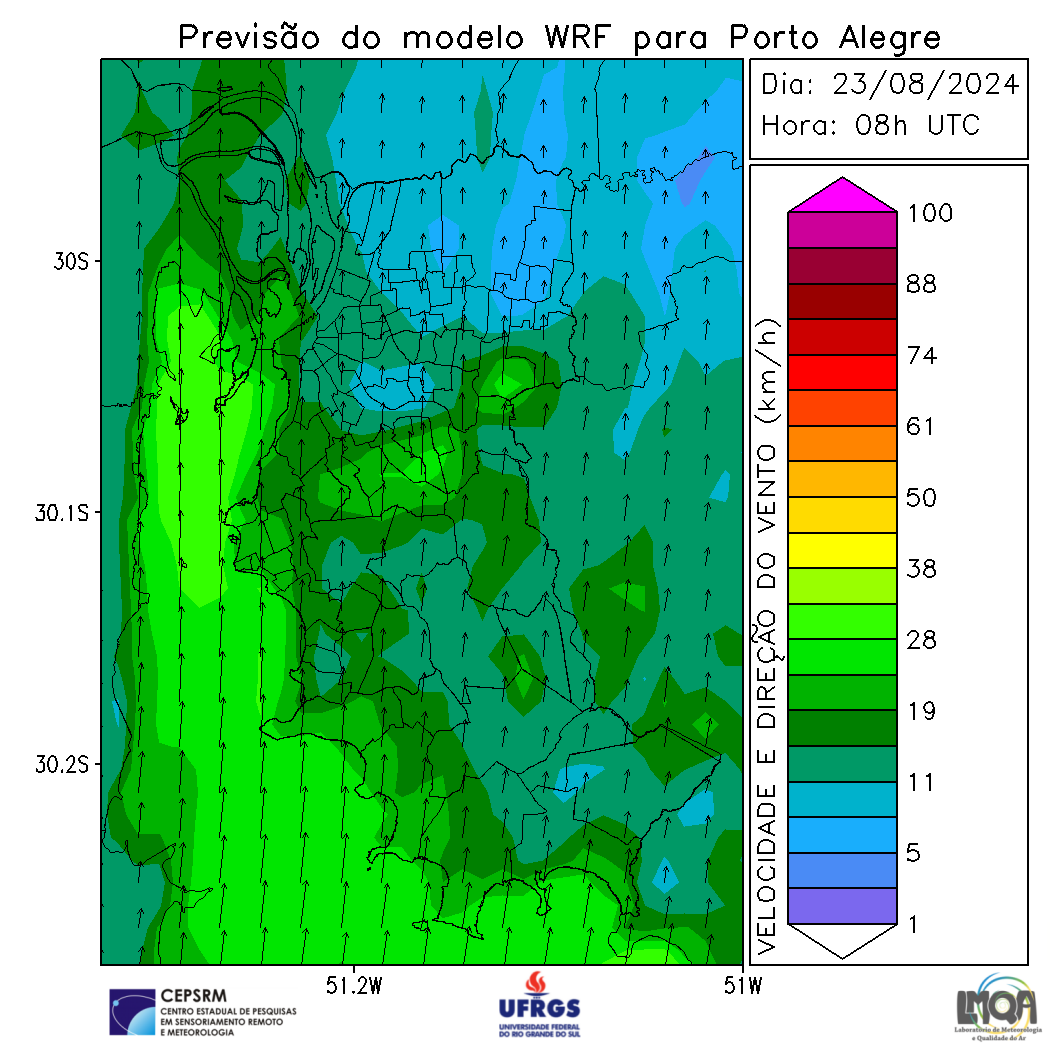 Previsão do modelo WRF para Porto Alegre
Dia: 23/08/2024
Hora: 08h UTC
30S
30.1S
30.2S
51.2W
51W
VELOCIDADE E DIREÇÃO DO VENTO (km/h)
100
88
74
61
50
38
28
19
11
5
1
CEPSRM
CENTRO ESTADUAL DE PESQUISAS
EM SENSORIAMENTO REMOTO
E METEOROLOGIA
UFRGS
UNIVERSIDADE FEDERAL
DO RIO GRANDE DO SUL
LMQA
Laboratório de Meteorologia
e Qualidade do Ar